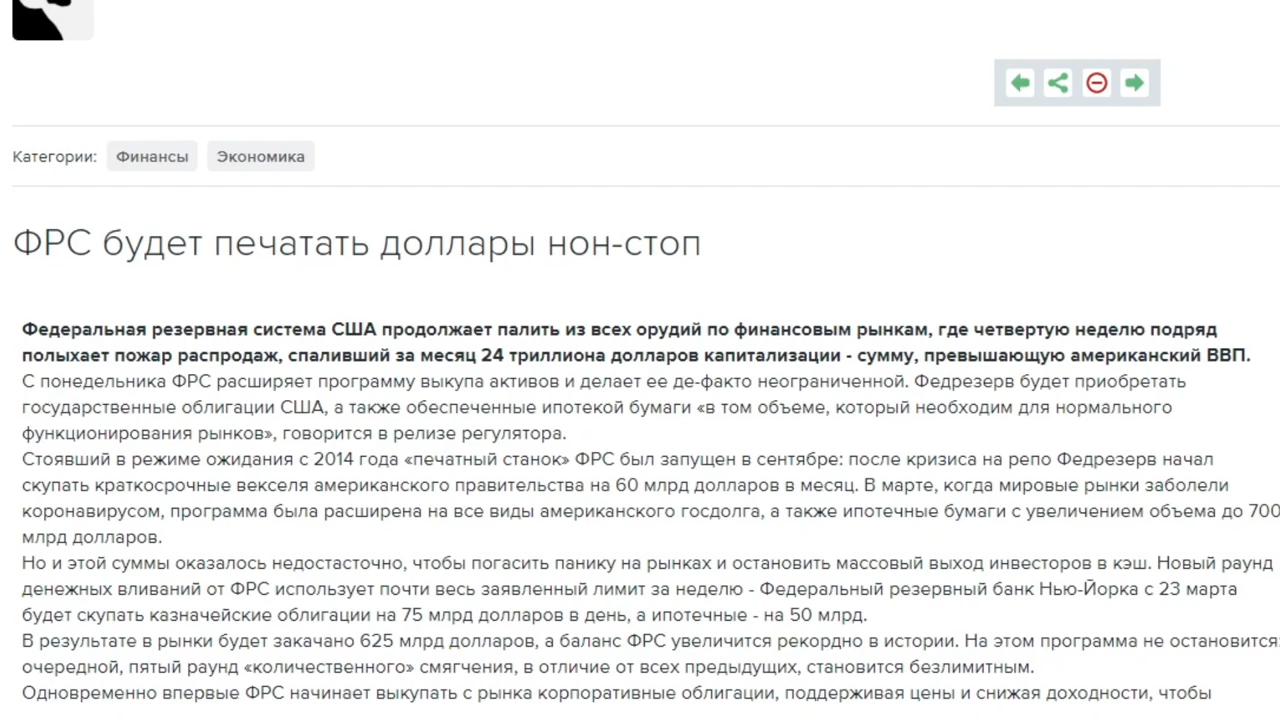 Категории: Финансы Экономика
ФРС будет печатать доллары нон-стоп
Федеральная резервная система США продолжает палить из всех орудий по финансовым рынкам, где четвертую неделю подряд
полыхает пожар распродаж, спаливший за месяц 24 триллиона долларов капитализации - сумму, превышающую американский ВВП.
С понедельника ФРС расширяет программу выкупа активов и делает ее де-факто неограниченной. Федрезерв будет приобретать
государственные облигации США, а также обеспеченные ипотекой бумаги «в том объеме, который необходим для нормального
функционирования рынков», говорится в релизе регулятора.
Стоявший в режиме ожидания с 2014 года «печатный станок» ФРС был запущен в сентябре: после кризиса на репо Федрезерв начал
скупать краткосрочные векселя американского правительства на 60 млрд долларов в месяц. В марте, когда мировые рынки заболели
коронавирусом, программа была расширена на все виды американского госдолга, а также ипотечные бумаги с увеличением объема до 700
млрд долларов.
Но и этой суммы оказалось недостасточно, чтобы погасить панику на рынках и остановить массовый выход инвесторов в кэш. Новый раунд
денежных вливаний от ФРС использует почти весь заявленный лимит за неделю - Федеральный резервный банк Нью-Йорка с 23 марта
будет скупать казначейские облигации на 75 млрд долларов в день, а ипотечные - на 50 млрд.
В результате в рынки будет закачано 625 млрд долларов, а баланс ФРС увеличится рекордно в истории. На этом программа не остановится:
очередной, пятый раунд «количественного» смягчения, в отличие от всех предыдущих, становится безлимитным.
Одновременно впервые ФРС начинает выкупать с рынка корпоративные облигации, поддерживая цены и снижая доходности, чтобы